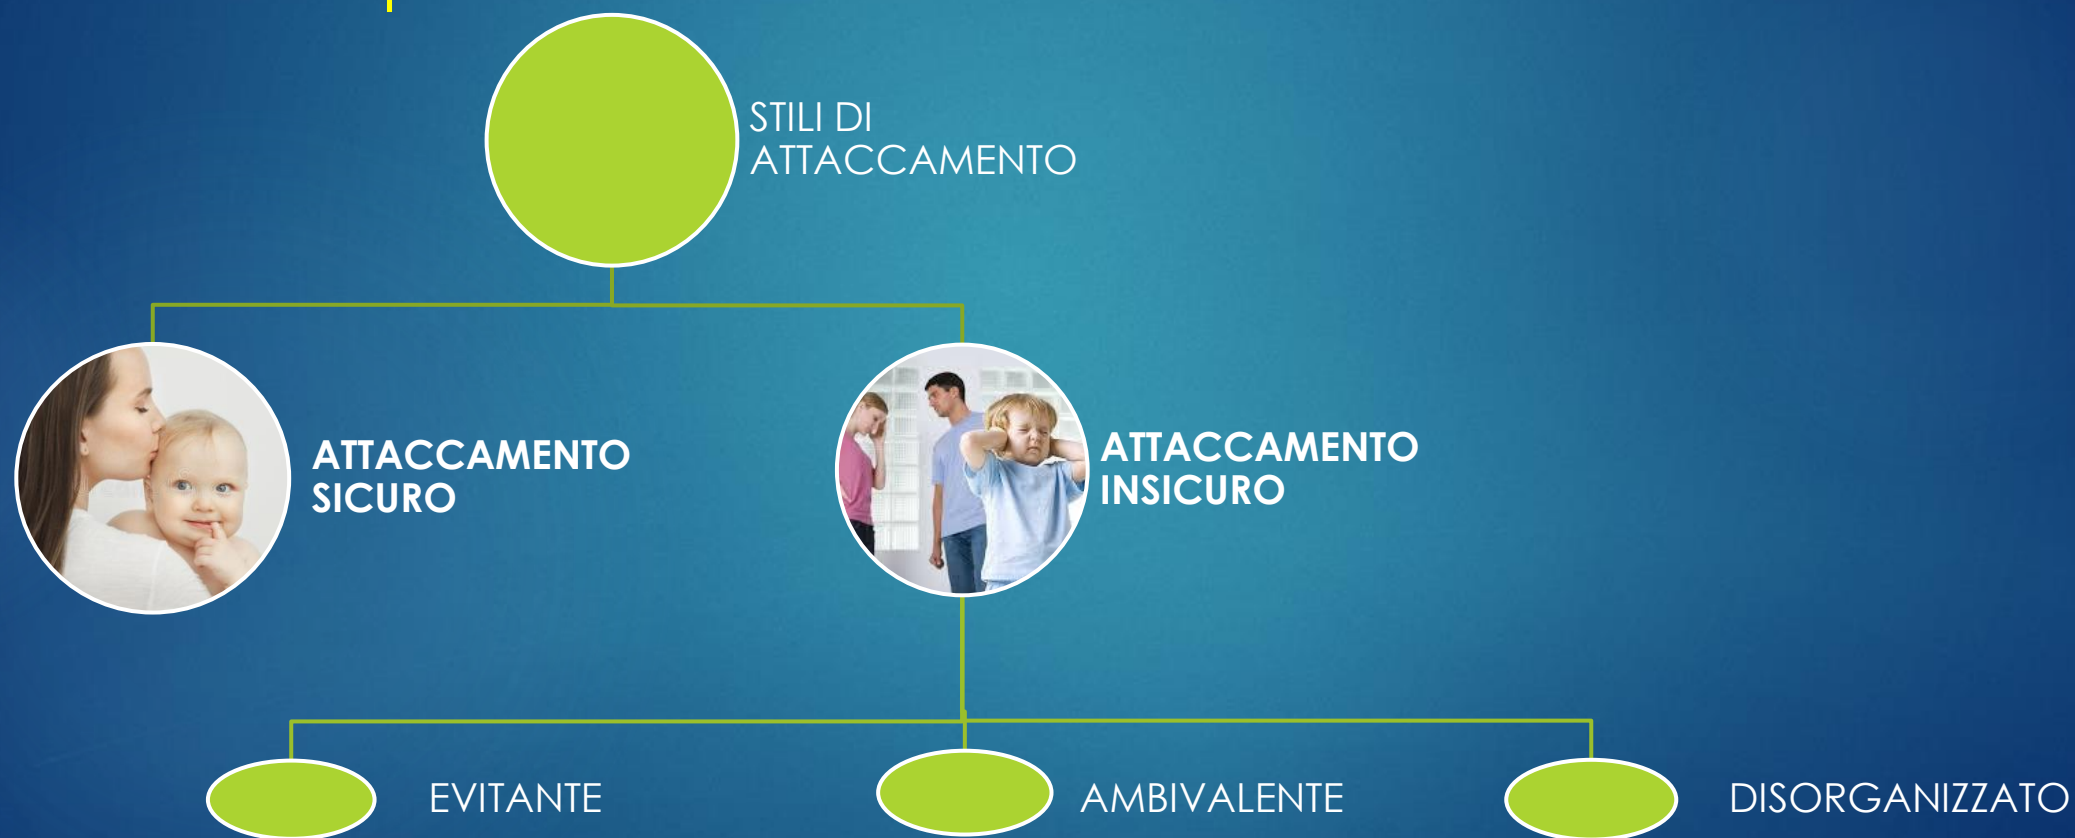 STILI DI
ATTACCAMENTO
ATTACCAMENTO
SICURO
ATTACCAMENTO
INSICURO
EVITANTE
AMBIVALENTE
DISORGANIZZATO